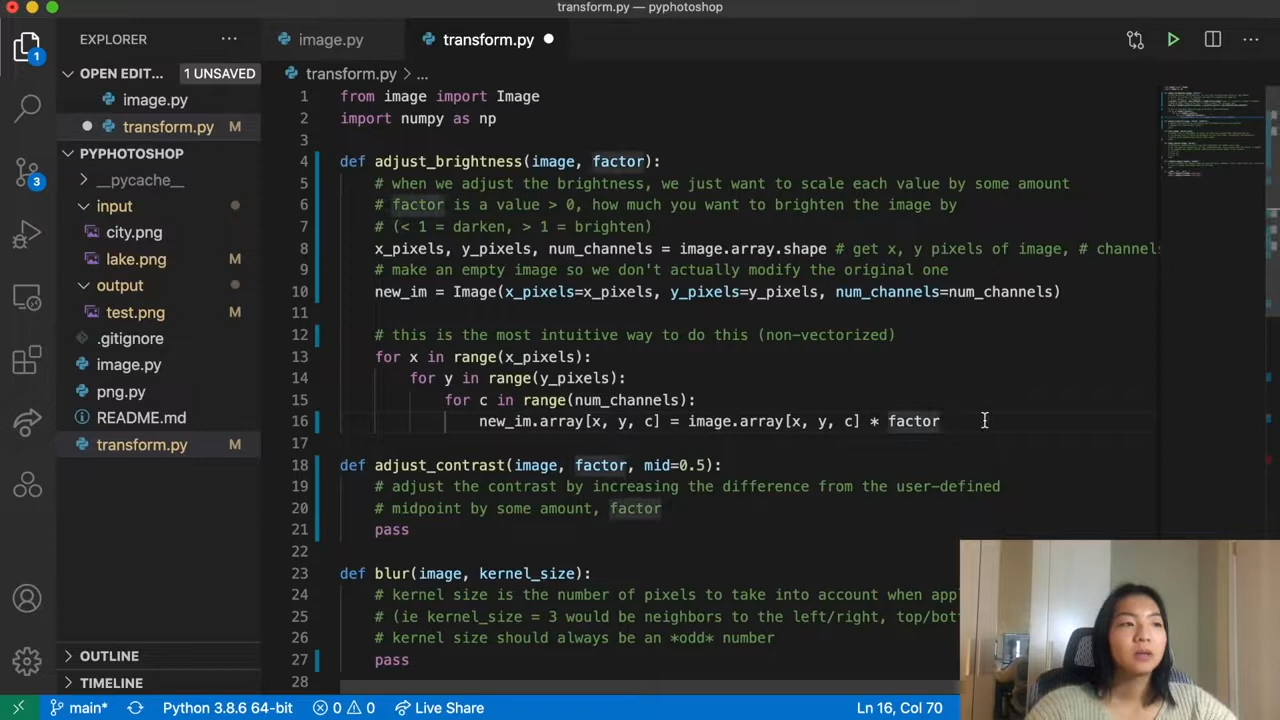 transform.py — pyphotoshop
EXPLORER
image.py
transform.py
OPEN EDIT...
1 UNSAVED
transform.py > ...
image.py
transform.py M
PYPHOTOSHOP
__pycache__
input
city.png
lake.png M
output
test.png M
.gitignore
image.py
png.py
README.md
transform.py M
OUTLINE
TIMELINE
1
3
1 from image import Image
2 import numpy as np
3
4 def adjust_brightness(image, factor):
5 # when we adjust the brightness, we just want to scale each value by some amount
6 # factor is a value > 0, how much you want to brighten the image by
7 # (< 1 = darken, > 1 = brighten)
8 x_pixels, y_pixels, num_channels = image.array.shape # get x, y pixels of image, # channels
9 # make an empty image so we don't actually modify the original one
10 new_im = Image(x_pixels=x_pixels, y_pixels=y_pixels, num_channels=num_channels)
11
12 # this is the most intuitive way to do this (non-vectorized)
13 for x in range(x_pixels):
14 for y in range(y_pixels):
15 for c in range(num_channels):
16 new_im.array[x, y, c] = image.array[x, y, c] * factor
17
18 def adjust_contrast(image, factor, mid=0.5):
19 # adjust the contrast by increasing the difference from the user-defined
20 # midpoint by some amount, factor
21 pass
22
23 def blur(image, kernel_size):
24 # kernel size is the number of pixels to take into account when app
25 # (ie kernel_size = 3 would be neighbors to the left/right, top/bot
26 # kernel size should always be an *odd* number
27 pass
28
main*
Python 3.8.6 64-bit
0 0
Live Share
Ln 16, Col 70